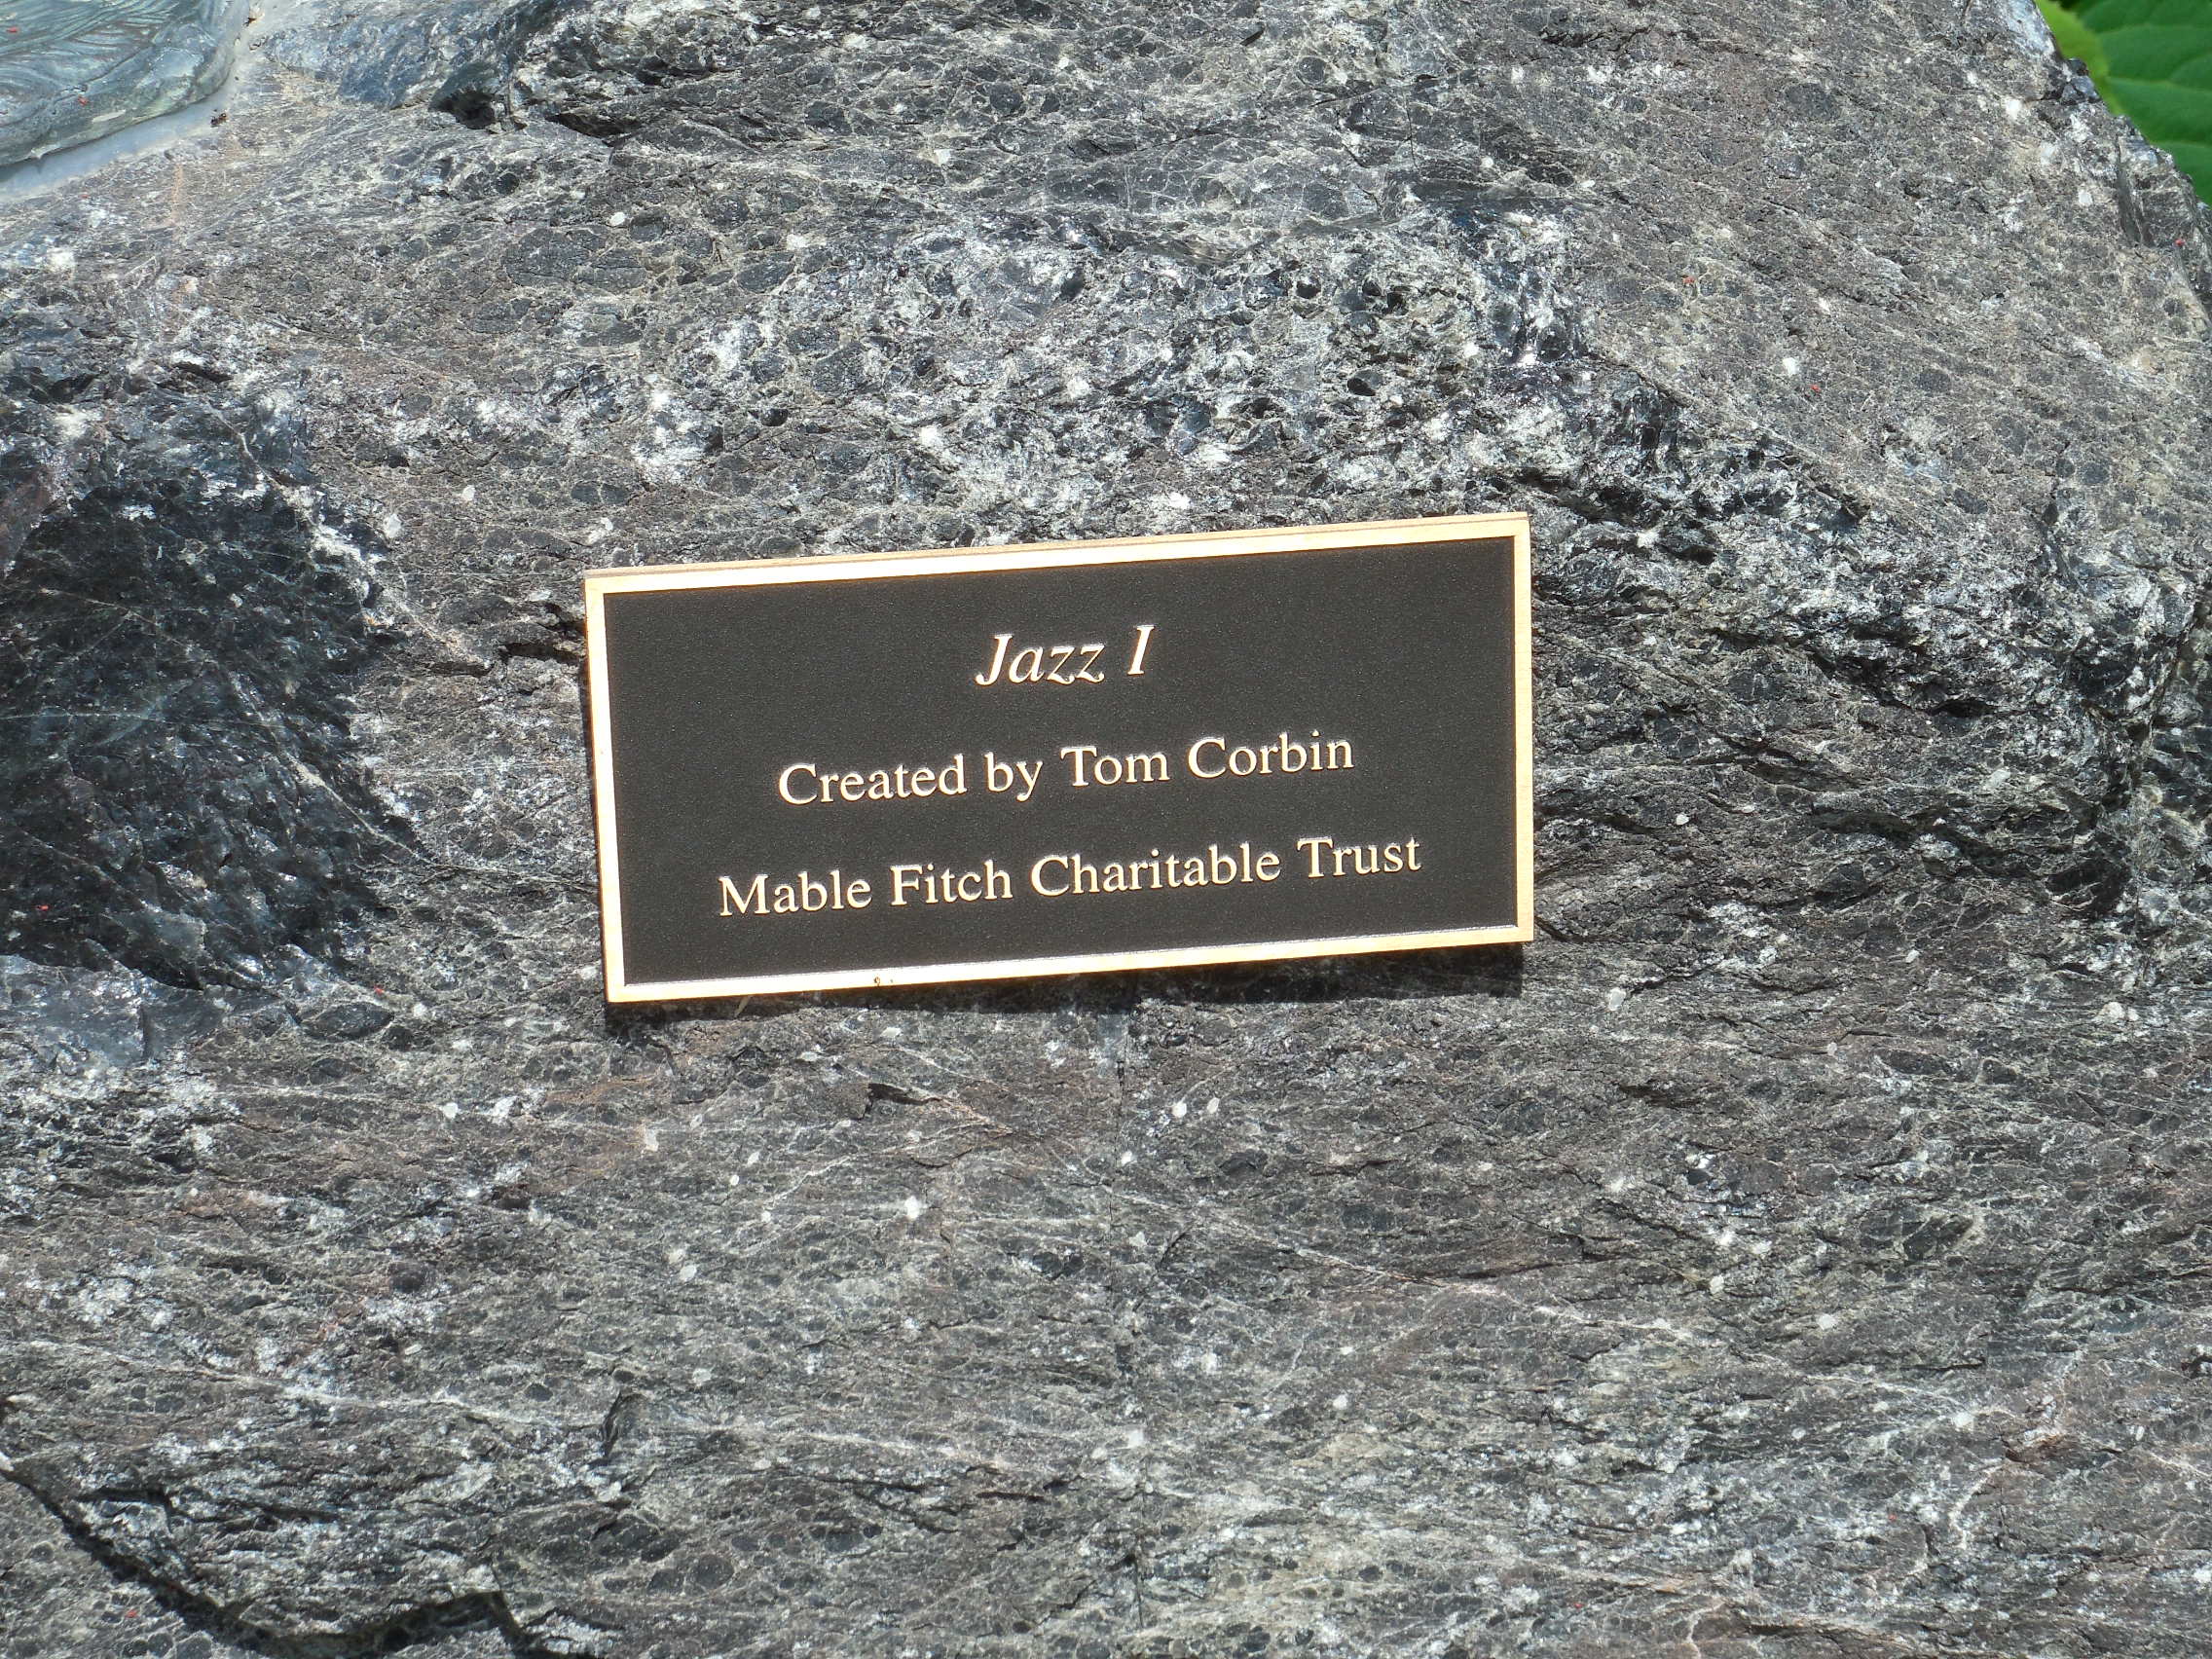 Jazz I
Created by Tom Corbin
Mable Fitch Charitable Trust